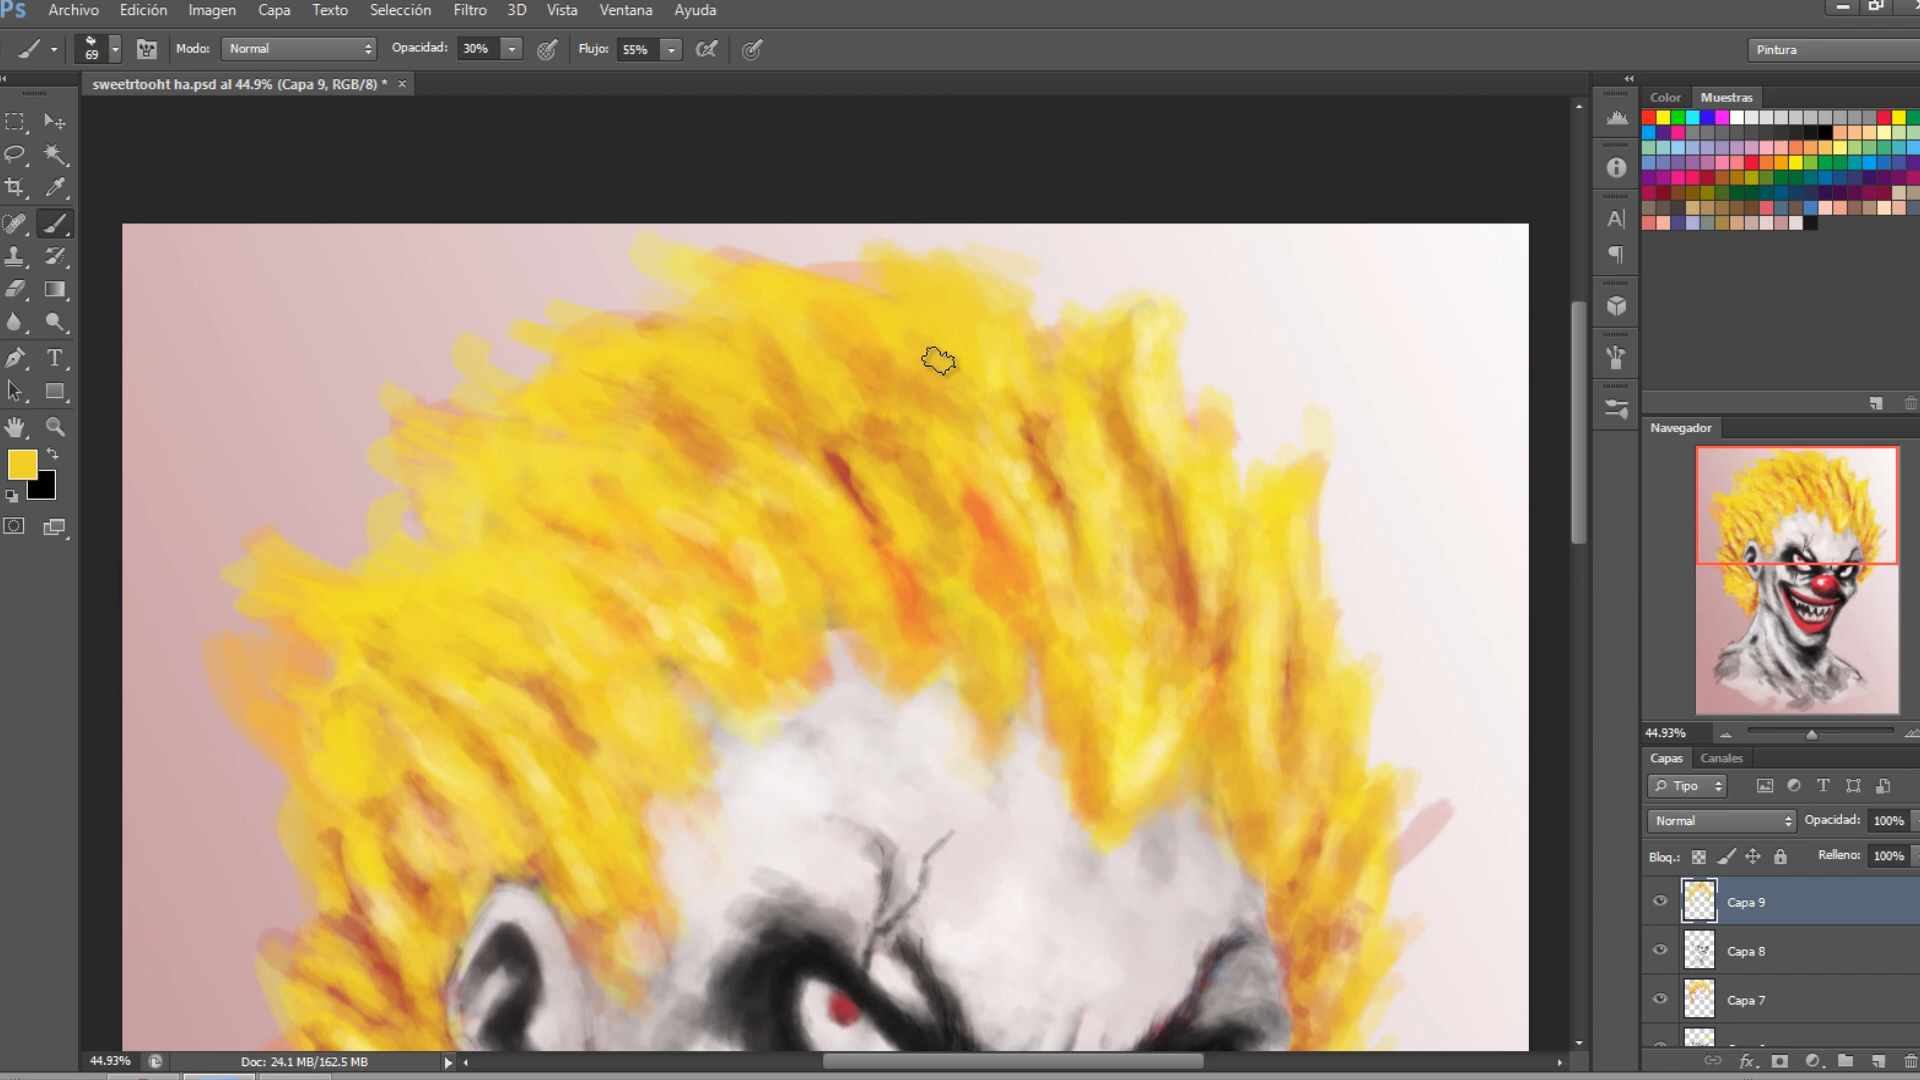 Ps Archivo Edición Imagen Capa Texto Selección Filtro 3D Vista Ventana Ayuda
69 Modo: Normal Opacidad: 30% Flujo: 55% Pintura
sweetrtooht ha.psd al 44.9% (Capa 9, RGB/8) * ×
Color Muestras
Navegador
44.93%
Capas Canales
Tipo
Normal Opacidad: 100%
Bloq.: Relleno: 100%
Capa 9
Capa 8
Capa 7
44.93% Doc: 24.1 MB/162.5 MB